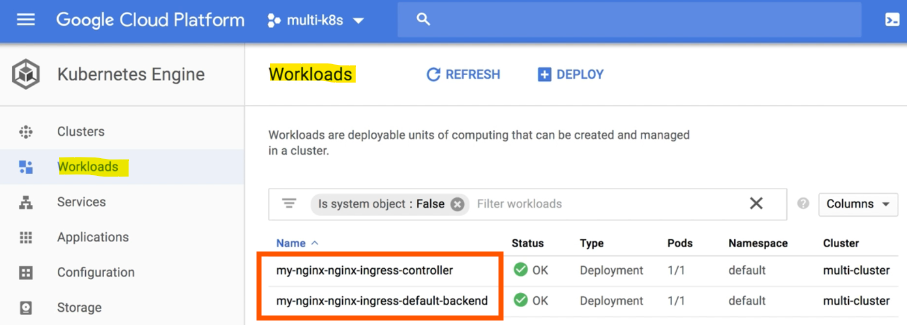 Google Cloud Platform multi-k8s
Kubernetes Engine
Workloads REFRESH DEPLOY
Clusters
Workloads
Services
Applications
Configuration
Storage
Workloads are deployable units of computing that can be created and managed
in a cluster.
Is system object : False Filter workloads Columns
Name Status Type Pods Namespace Cluster
my-nginx-nginx-ingress-controller OK Deployment 1/1 default multi-cluster
my-nginx-nginx-ingress-default-backend OK Deployment 1/1 default multi-cluster